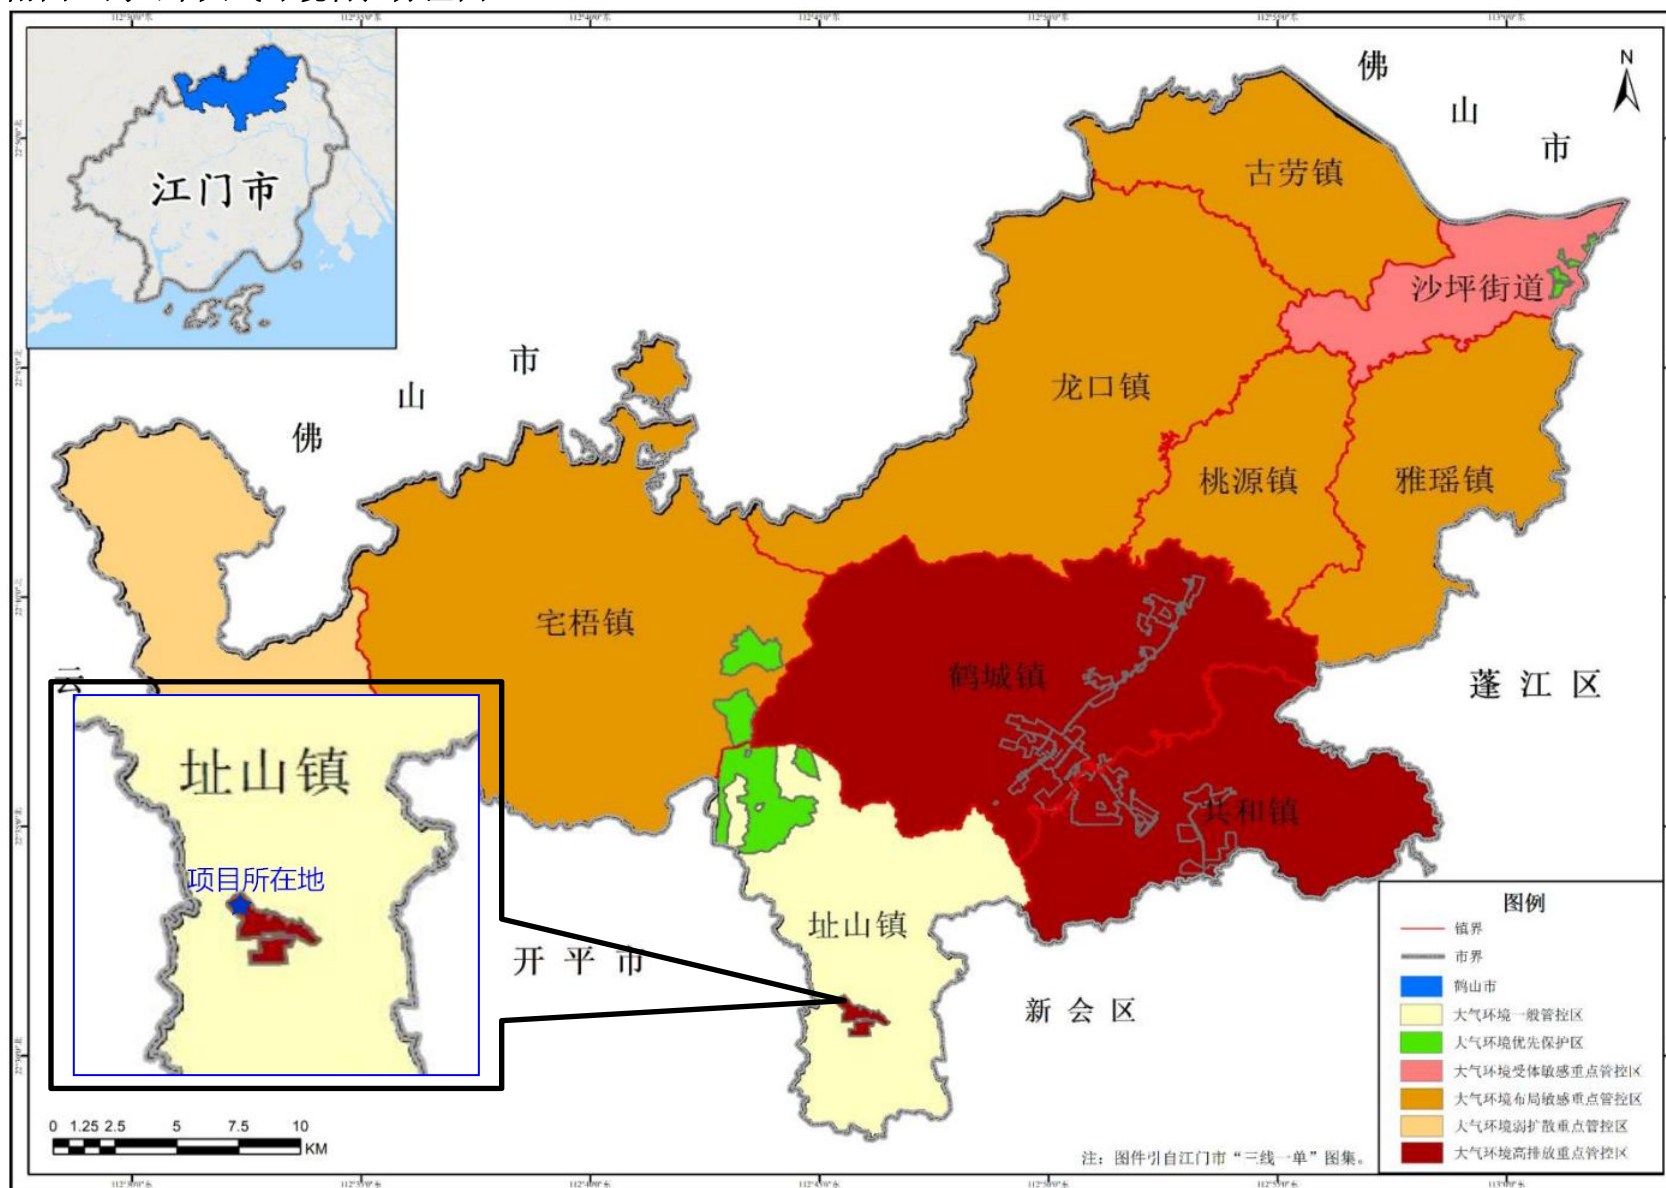 佛
山
市
N
江门市
古劳镇
沙坪街道
佛
山
市
龙口镇
桃源镇
雅瑶镇
宅梧镇
云
鹤城镇
蓬江区
址山镇
共和镇
项目所在地
址山镇
开平市
新会区
图例
镇界
市界
鹤山市
大气环境一般管控区
大气环境优先保护区
大气环境受体敏感重点管控区
大气环境布局敏感重点管控区
大气环境弱扩散重点管控区
大气环境高排放重点管控区
0 1.25 2.5 5 7.5 10
KM
注：图件引自江门市“三线一单”图集。